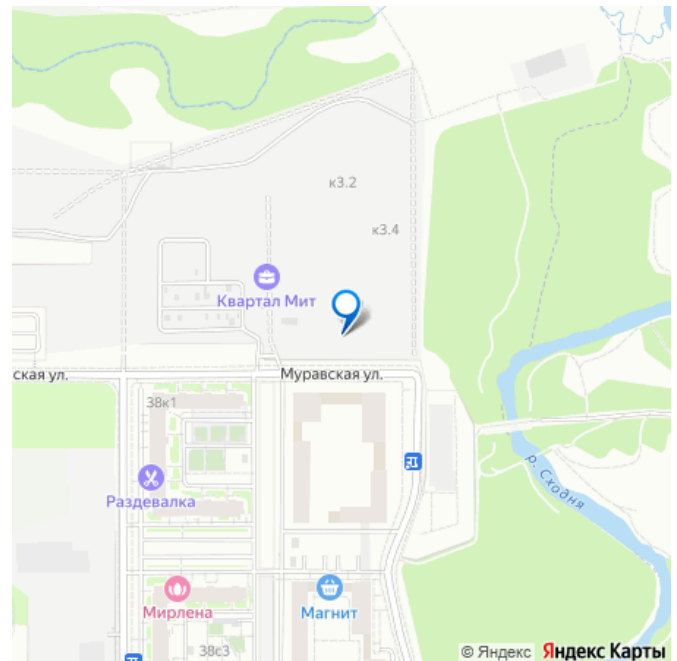 к3.2
к3.4
Квартал Мит
ская ул.
Муравская ул.
38к1
Раздевалка
р. Сходня
Мирлена
Магнит
38с3
© Яндекс Яндекс Карты